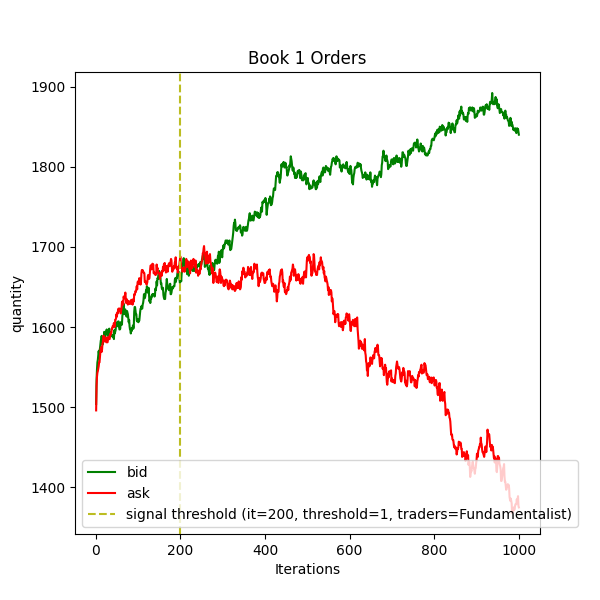 Book 1 Orders
quantity
1900
1800
1700
1600
1500
1400
bid
ask
signal threshold (it=200, threshold=1, traders=Fundamentalist)
0 200 400 600 800 1000
Iterations